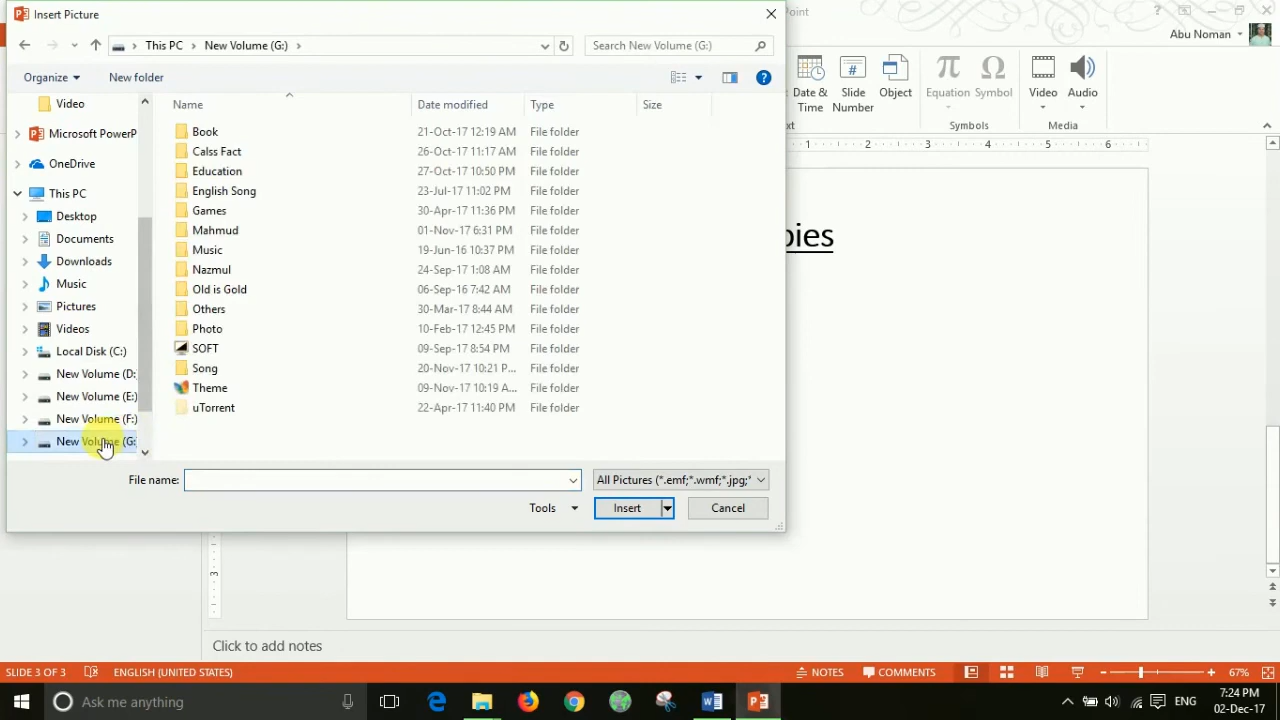 Insert Picture
Point
This PC
New Volume (G:)
Search New Volume (G:)
Abu Noman
Organize
New folder
Date & Time
Slide Number
Object
Equation
Symbol
Video
Audio
Symbols
Media
Name
Date modified
Type
Size
Video
Microsoft PowerP
OneDrive
This PC
Desktop
Documents
Downloads
Music
Pictures
Videos
Local Disk (C:)
New Volume (D:
New Volume (E:)
New Volume (F:)
New Volume (G:
Book 21-Oct-17 12:19 AM File folder
Calss Fact 26-Oct-17 11:17 AM File folder
Education 27-Oct-17 10:50 PM File folder
English Song 23-Jul-17 11:02 PM File folder
Games 30-Apr-17 11:36 PM File folder
Mahmud 01-Nov-17 6:31 PM File folder
Music 19-Jun-16 10:37 PM File folder
Nazmul 24-Sep-17 1:08 AM File folder
Old is Gold 06-Sep-16 7:42 AM File folder
Others 30-Mar-17 8:44 AM File folder
Photo 10-Feb-17 12:45 PM File folder
SOFT 09-Sep-17 8:54 PM File folder
Song 20-Nov-17 10:21 P... File folder
Theme 09-Nov-17 10:19 A... File folder
uTorrent 22-Apr-17 11:40 PM File folder
File name:
All Pictures (*.emf;*.wmf;*.jpg;*
Tools
Insert
Cancel
1 2 3 4 5 6
3
Click to add notes
SLIDE 3 OF 3
ENGLISH (UNITED STATES)
NOTES
COMMENTS
67%
Ask me anything
ENG
7:24 PM
02-Dec-17